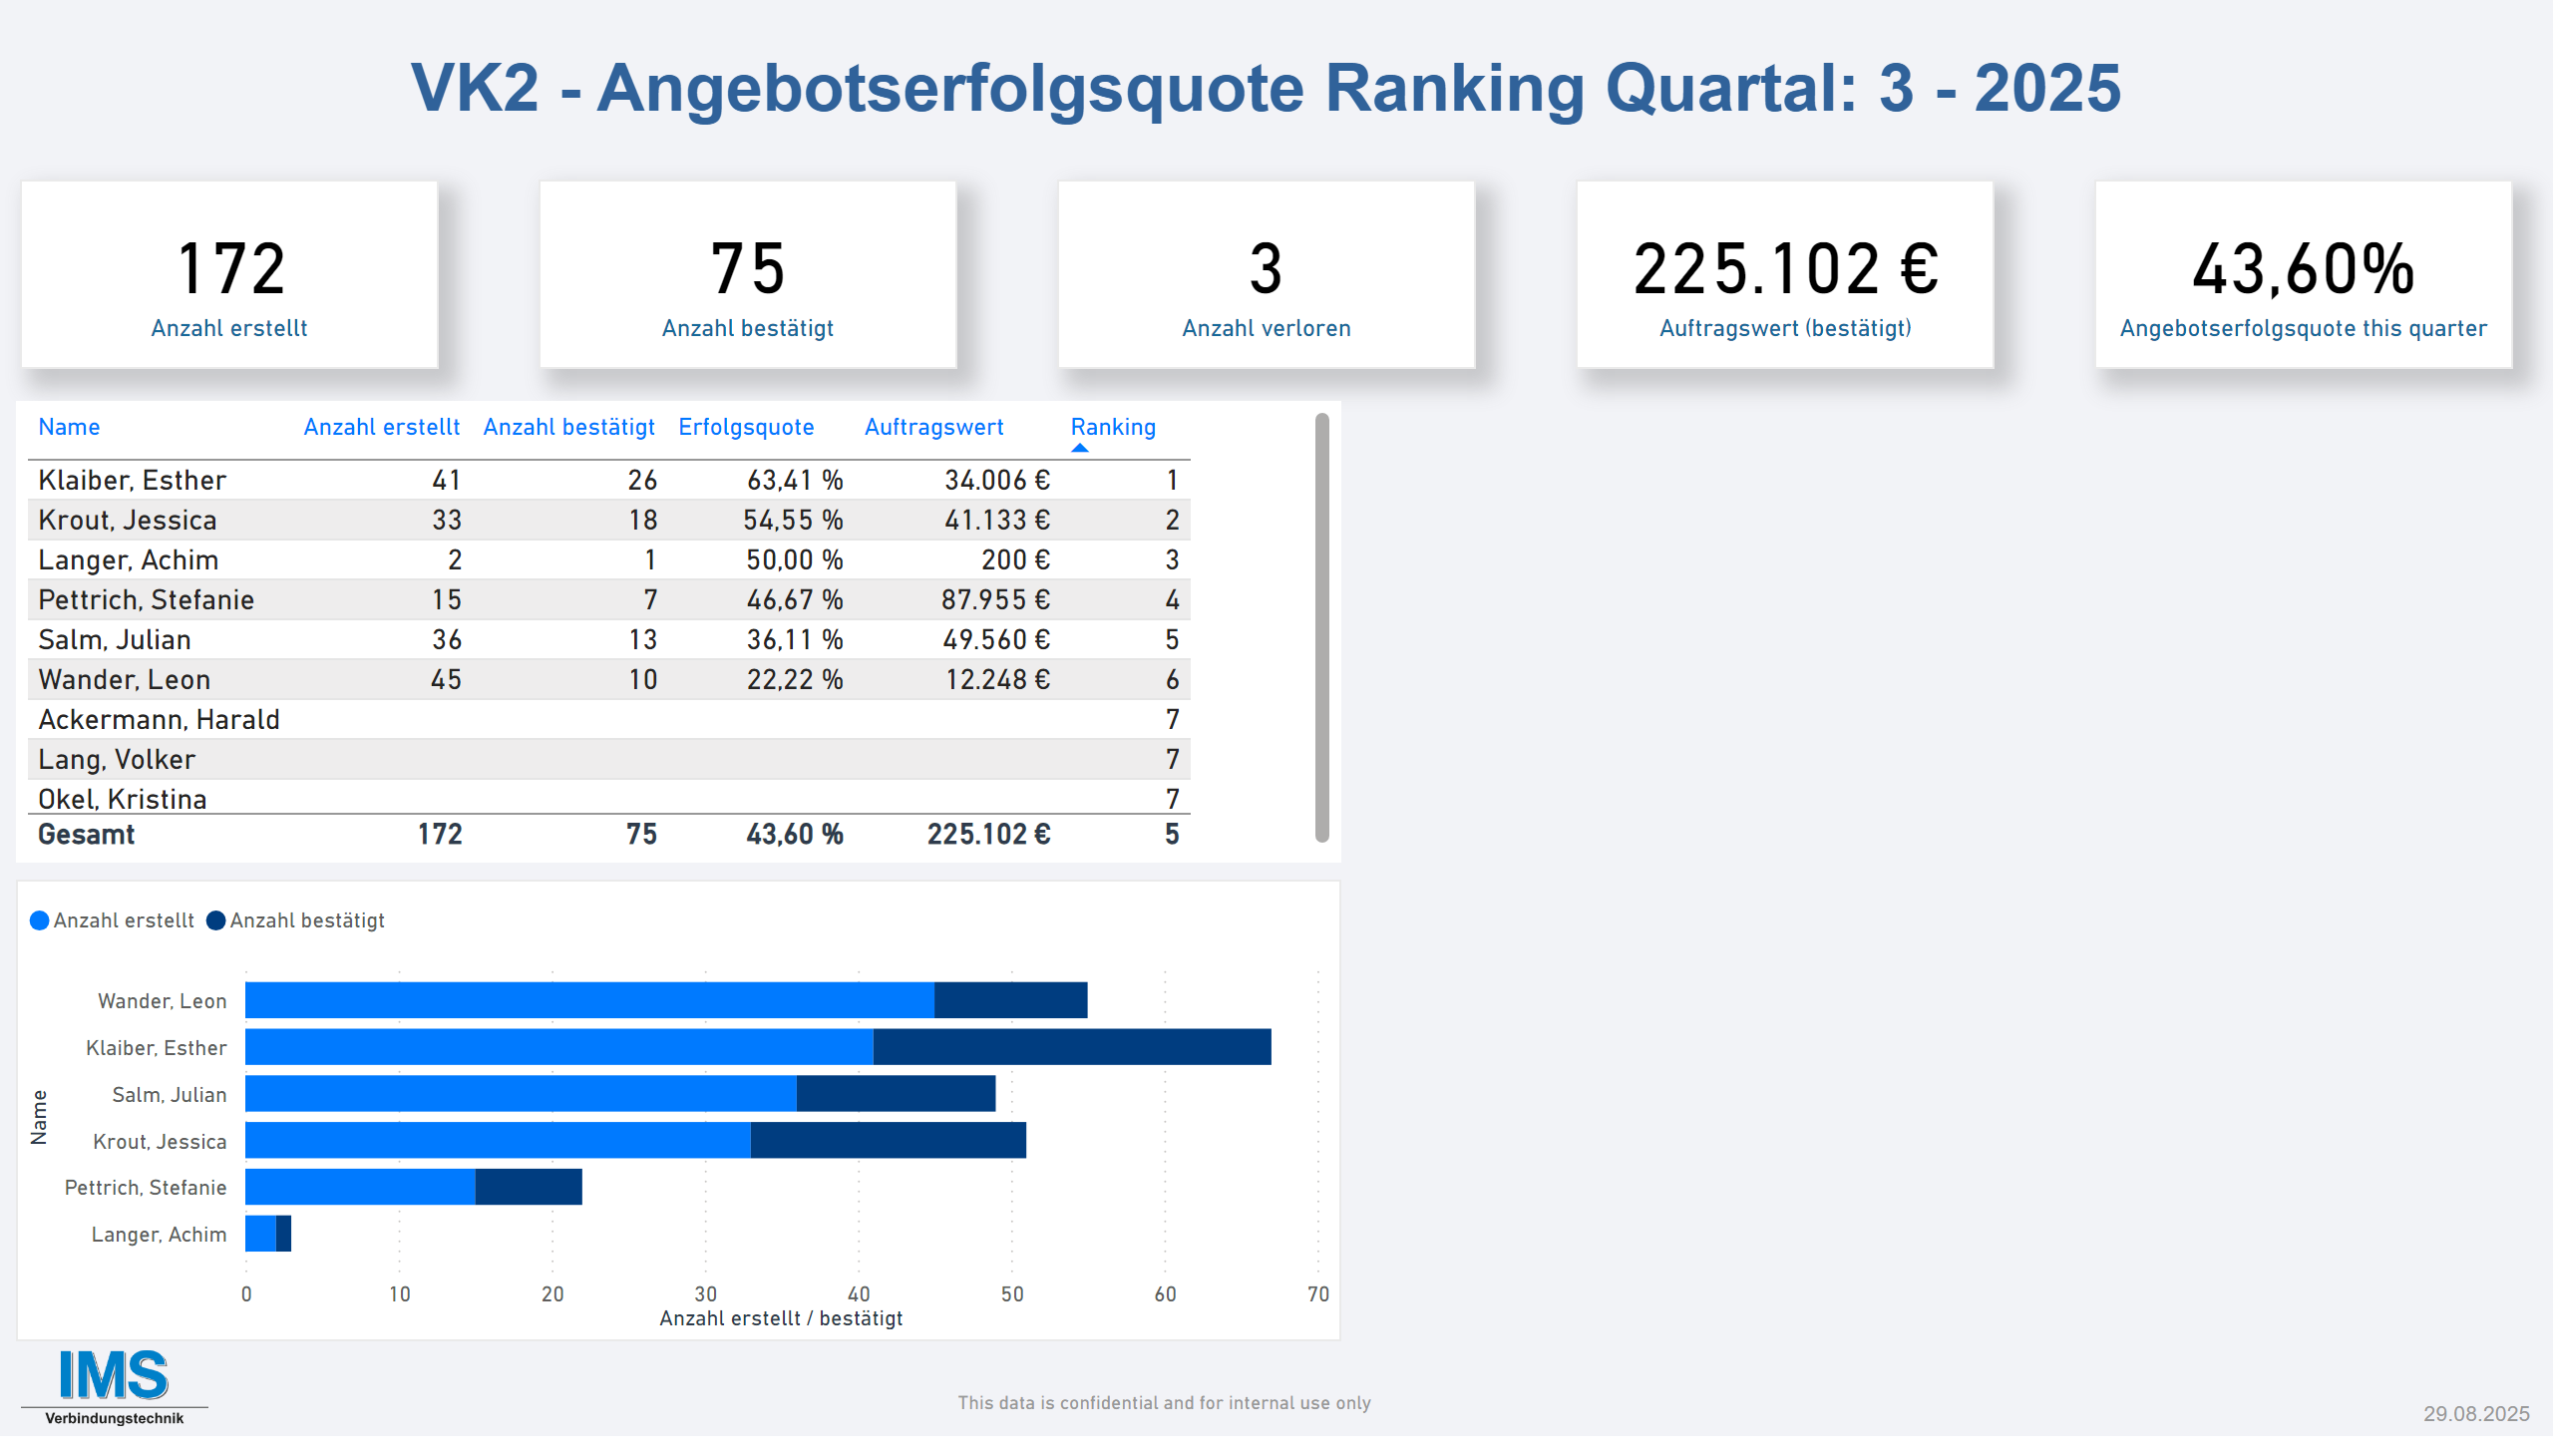 VK2 - Angebotserfolgsquote Ranking Quartal: 3 - 2025
172
Anzahl erstellt
75
Anzahl bestätigt
3
Anzahl verloren
225.102 €
Auftragswert (bestätigt)
43,60%
Angebotserfolgsquote this quarter
Name Anzahl erstellt Anzahl bestätigt Erfolgsquote Auftragswert Ranking
Klaiber, Esther 41 26 63,41 % 34.006 € 1
Krout, Jessica 33 18 54,55 % 41.133 € 2
Langer, Achim 2 1 50,00 % 200 € 3
Pettrich, Stefanie 15 7 46,67 % 87.955 € 4
Salm, Julian 36 13 36,11 % 49.560 € 5
Wander, Leon 45 10 22,22 % 12.248 € 6
Ackermann, Harald 7
Lang, Volker 7
Okel, Kristina 7
Gesamt 172 75 43,60 % 225.102 € 5
Anzahl erstellt Anzahl bestätigt
Name
Wander, Leon
Klaiber, Esther
Salm, Julian
Krout, Jessica
Pettrich, Stefanie
Langer, Achim
0 10 20 30 40 50 60 70
Anzahl erstellt / bestätigt
IMS
Verbindungstechnik
This data is confidential and for internal use only
29.08.2025